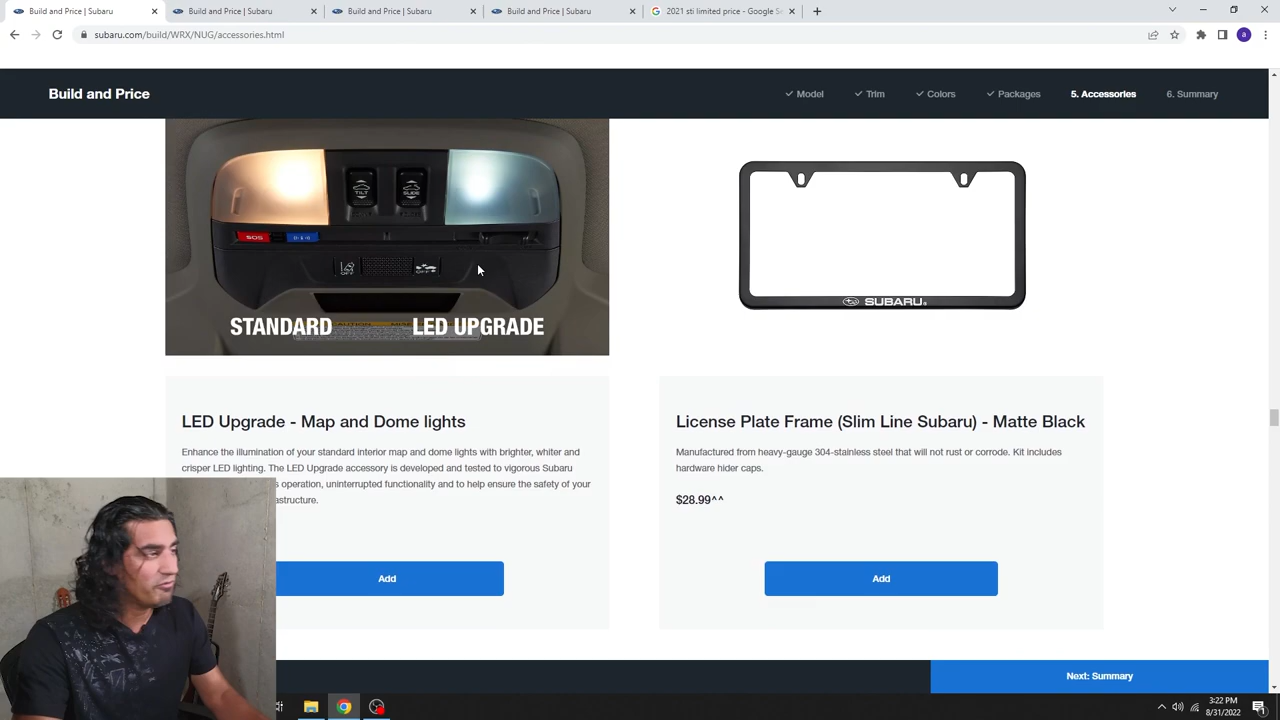 Build and Price | Subaru
Build and Price | Subaru
Build and Price | Subaru
Build and Price | Subaru
2021 sti limited price - Google Se
subaru.com/build/WRX/NUG/accessories.html
Build and Price
Model
Trim
Colors
Packages
5. Accessories
6. Summary
TILT
SLIDE
SOS
OFF
OFF
STANDARD
LED UPGRADE
SUBARU
LED Upgrade - Map and Dome lights
Enhance the illumination of your standard interior map and dome lights with brighter, whiter and
crisper LED lighting. The LED Upgrade accessory is developed and tested to vigorous Subaru
operation, uninterrupted functionality and to help ensure the safety of your
Add
License Plate Frame (Slim Line Subaru) - Matte Black
Manufactured from heavy-gauge 304-stainless steel that will not rust or corrode. Kit includes
hardware hider caps.
$28.99^^
Add
Next: Summary
3:22 PM
8/31/2022